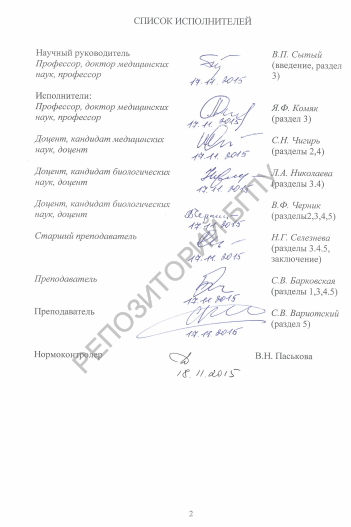 СПИСОК ИСПОЛНИТЕЛЕЙ
Научный руководитель
Профессор, доктор медицинских
наук, профессор
17.11.2015
В.П. Сытый
(введение, раздел
3)
Исполнители:
Профессор, доктор медицинских
наук, профессор
17.11.2015
Я.Ф. Комяк
(раздел 3)
Доцент, кандидат медицинских
наук, доцент
17.11.2015
С.Н. Чигирь
(разделы 2,4)
Доцент, кандидат биологических
наук, доцент
17.11.2015
Л.А. Николаева
(разделы 3.4)
Доцент, кандидат биологических
наук, доцент
17.11.2015
В.Ф. Черник
(разделы2,3,4,5)
Старший преподаватель
17.11.2015
Н.Г. Селезнева
(разделы 3.4.5,
заключение)
Преподаватель
17.11.2015
С.В. Барковская
(разделы 1,3,4.5)
Преподаватель
17.11.2015
С.В. Вариотский
(раздел 5)
Нормоконтролер
18.11.2015
В.Н. Паськова
РЕПОЗИТОРИЙ БГПУ
2